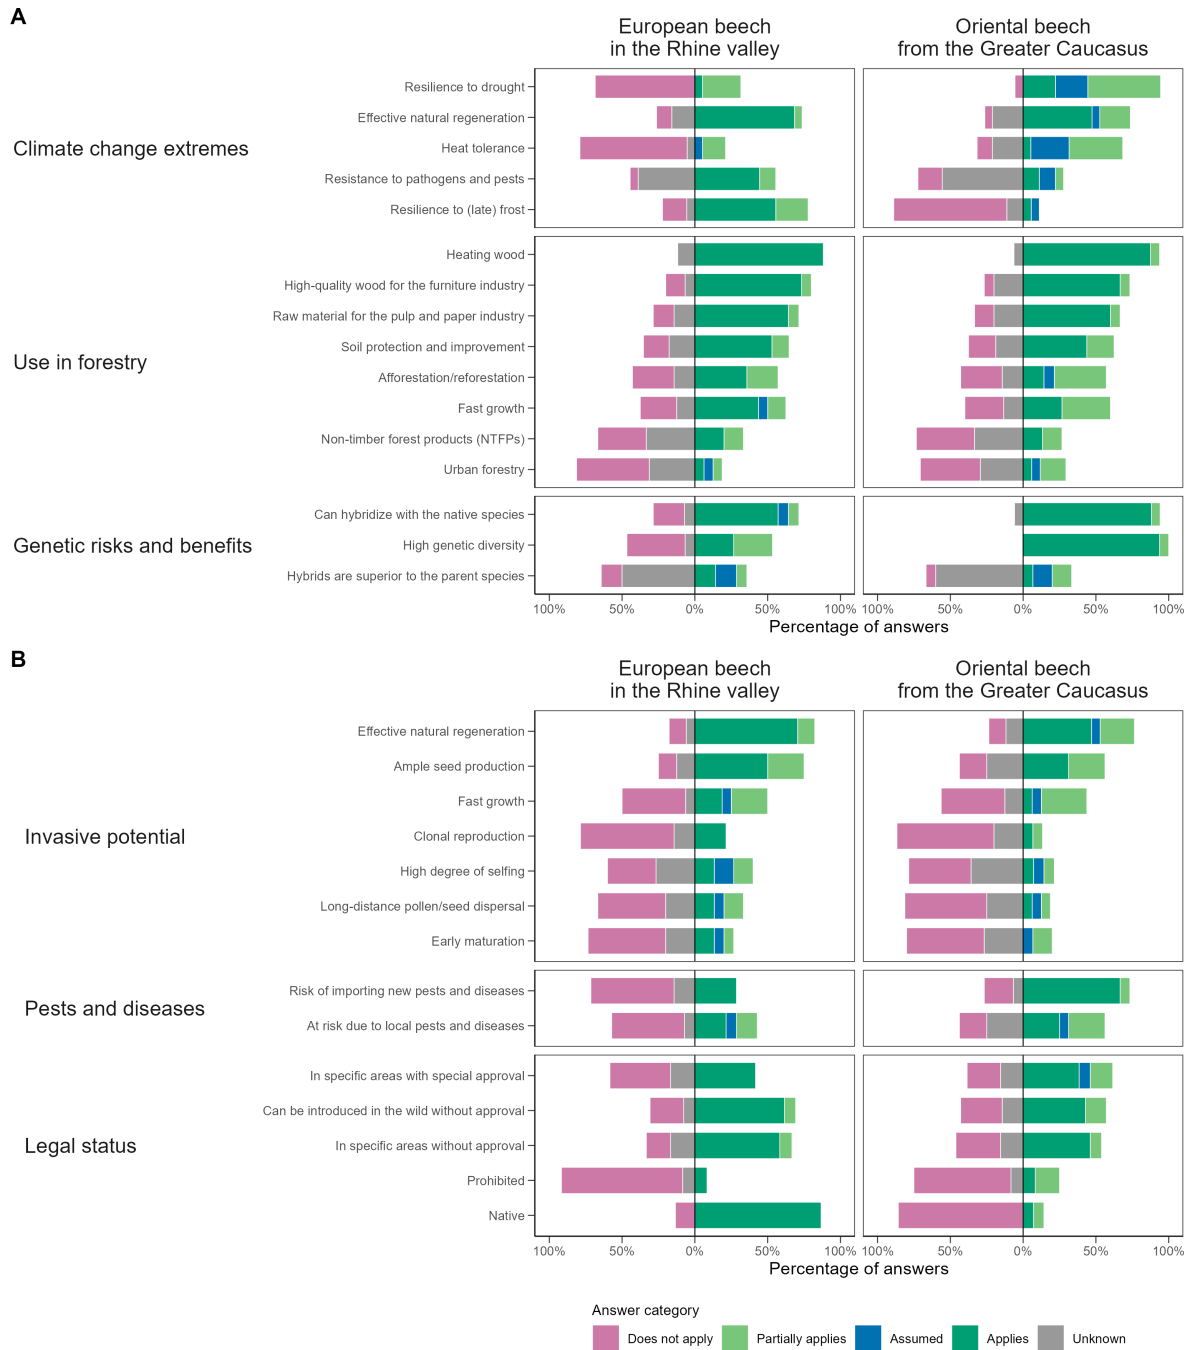 A
European beech
in the Rhine valley
Oriental beech
from the Greater Caucasus
Climate change extremes
Resilience to drought
Effective natural regeneration
Heat tolerance
Resistance to pathogens and pests
Resilience to (late) frost
Use in forestry
Heating wood
High-quality wood for the furniture industry
Raw material for the pulp and paper industry
Soil protection and improvement
Afforestation/reforestation
Fast growth
Non-timber forest products (NTFPs)
Urban forestry
Genetic risks and benefits
Can hybridize with the native species
High genetic diversity
Hybrids are superior to the parent species
100% 50% 0% 50% 100% 100% 50% 0% 50% 100%
Percentage of answers
B
European beech
in the Rhine valley
Oriental beech
from the Greater Caucasus
Invasive potential
Effective natural regeneration
Ample seed production
Fast growth
Clonal reproduction
High degree of selfing
Long-distance pollen/seed dispersal
Early maturation
Pests and diseases
Risk of importing new pests and diseases
At risk due to local pests and diseases
Legal status
In specific areas with special approval
Can be introduced in the wild without approval
In specific areas without approval
Prohibited
Native
100% 50% 0% 50% 100% 100% 50% 0% 50% 100%
Percentage of answers
Answer category
Does not apply Partially applies Assumed Applies Unknown